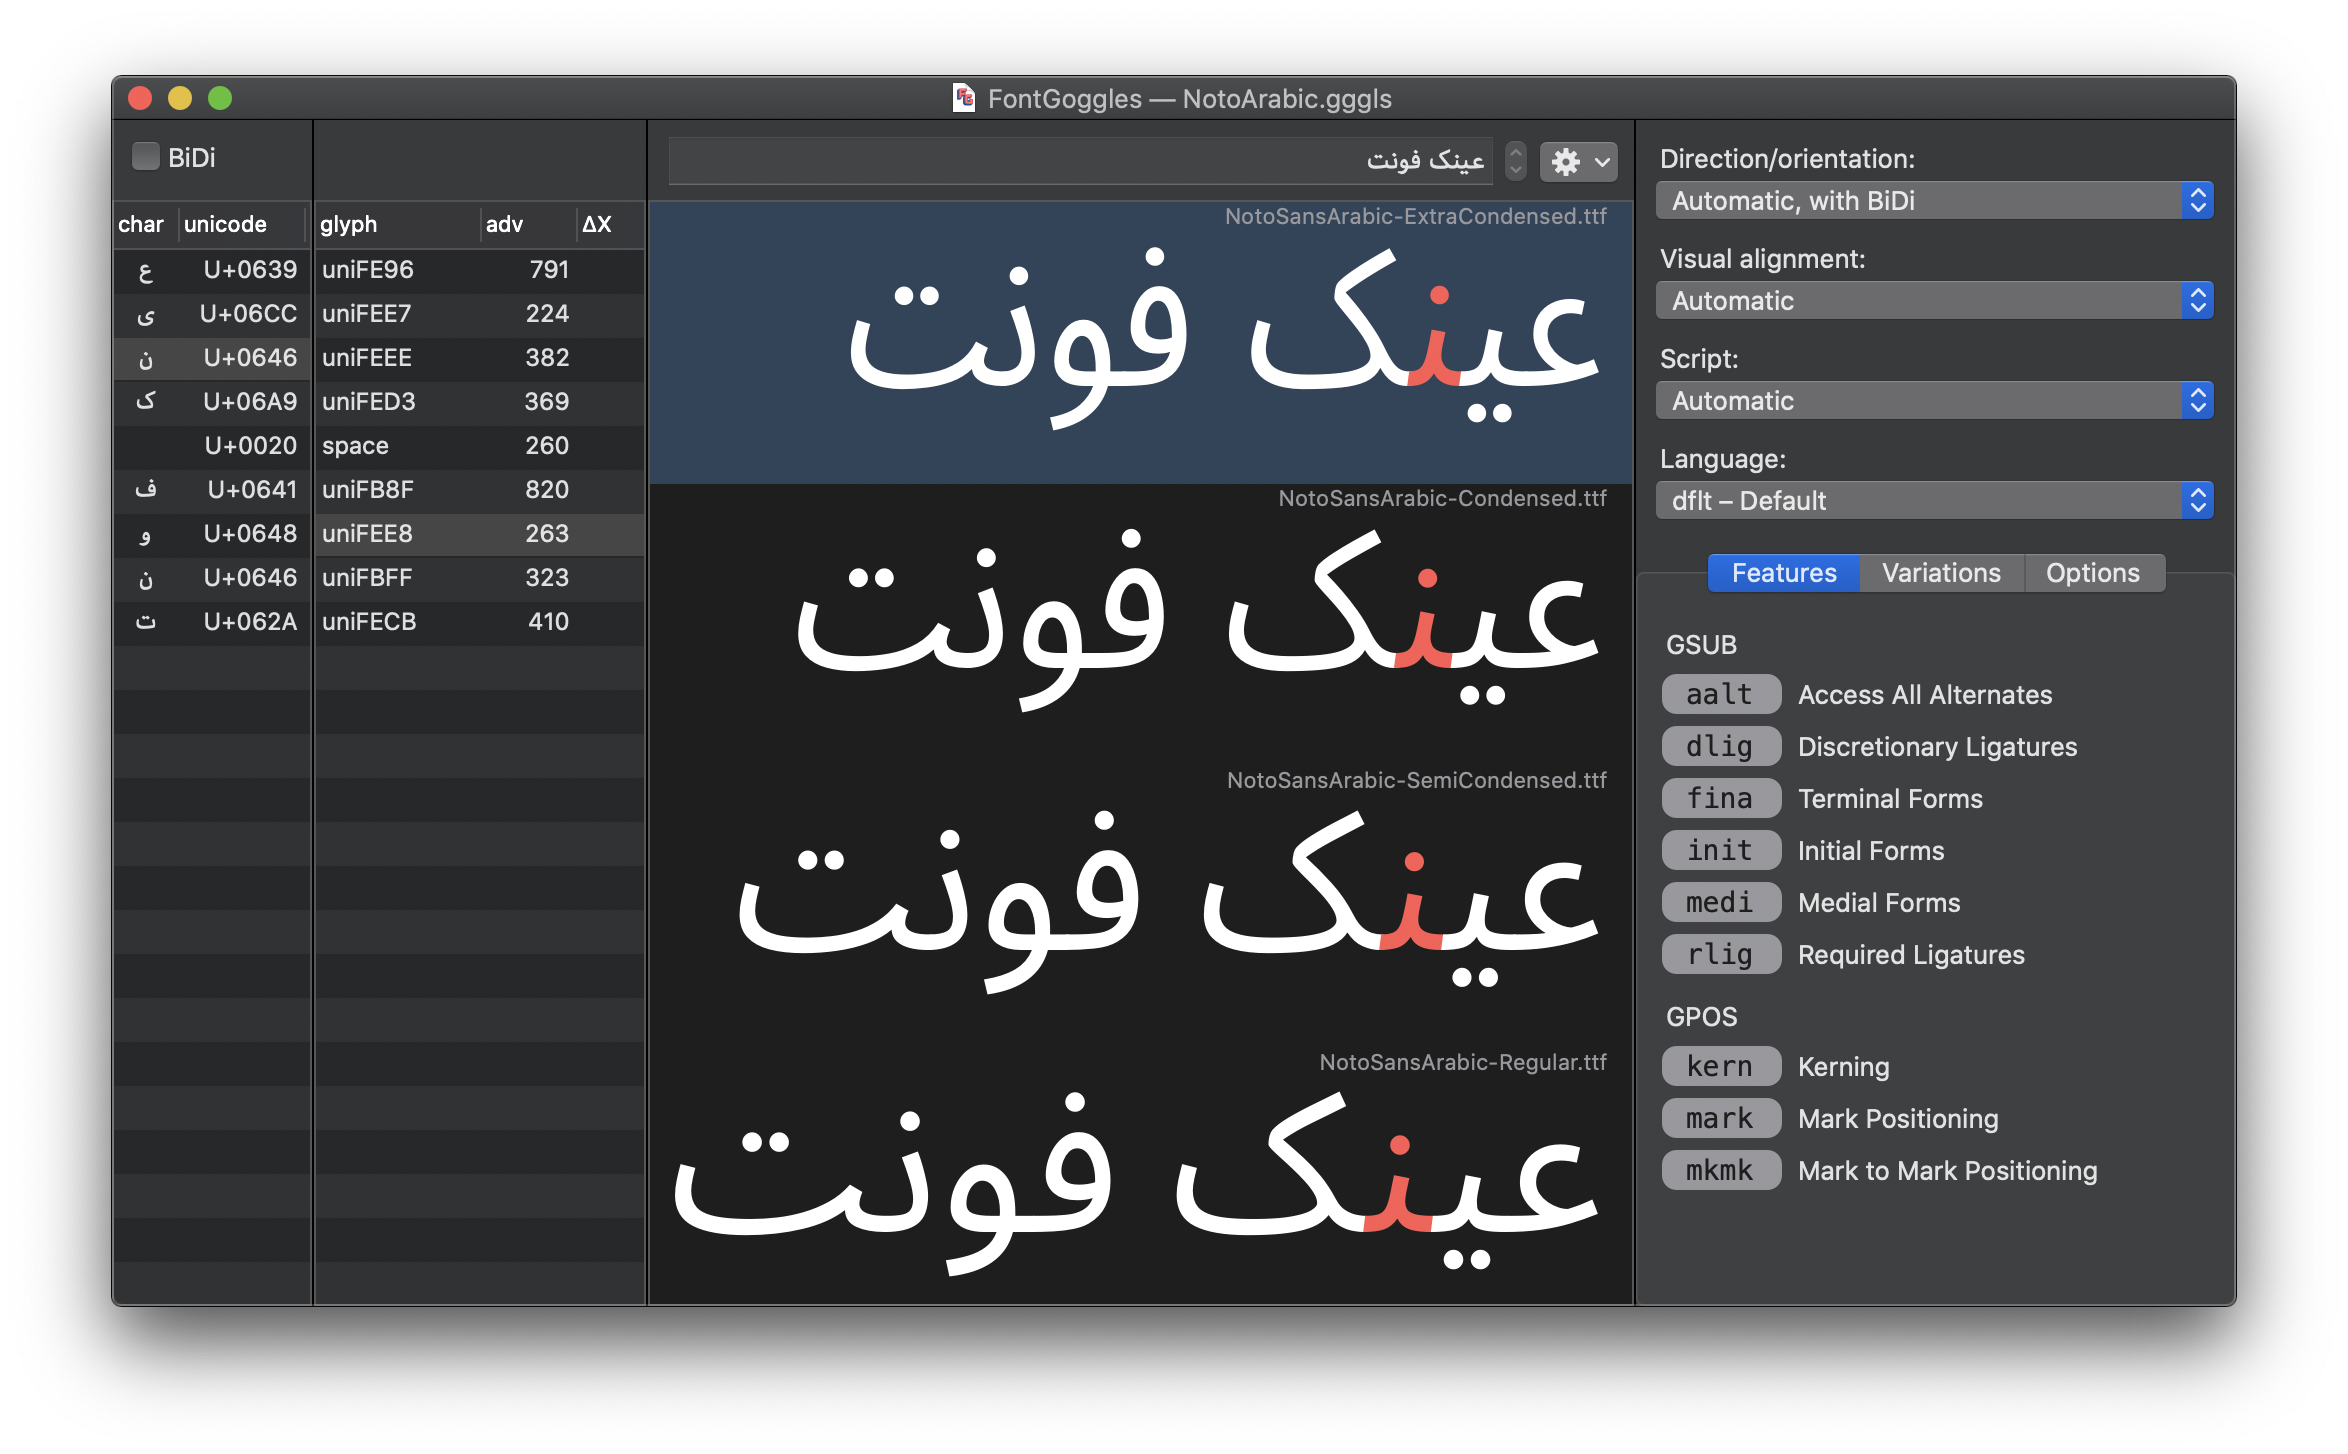 FontGoggles — NotoArabic.gggls
BiDi
char unicode
ع U+0639
ی U+06CC
ن U+0646
ک U+06A9
U+0020
ف U+0641
و U+0648
ن U+0646
ت U+062A
glyph adv ΔX
uniFE96 791
uniFEE7 224
uniFEEE 382
uniFED3 369
space 260
uniFB8F 820
uniFEE8 263
uniFBFF 323
uniFECB 410
عینک فونت
NotoSansArabic-ExtraCondensed.ttf
عینک فونت
NotoSansArabic-Condensed.ttf
عینک فونت
NotoSansArabic-SemiCondensed.ttf
عینک فونت
NotoSansArabic-Regular.ttf
عینک فونت
Direction/orientation:
Automatic, with BiDi
Visual alignment:
Automatic
Script:
Automatic
Language:
dflt – Default
Features Variations Options
GSUB
aalt Access All Alternates
dlig Discretionary Ligatures
fina Terminal Forms
init Initial Forms
medi Medial Forms
rlig Required Ligatures
GPOS
kern Kerning
mark Mark Positioning
mkmk Mark to Mark Positioning